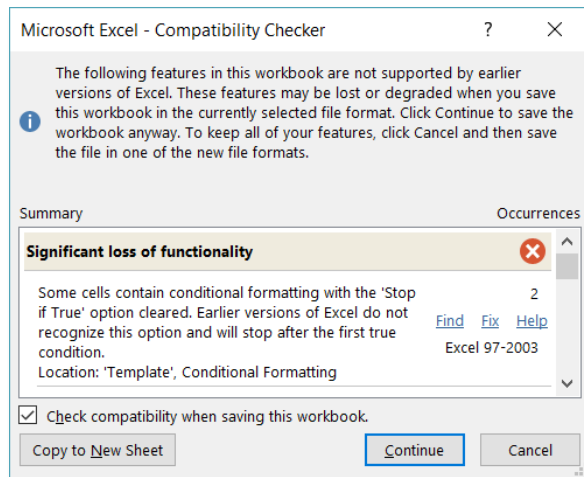 Microsoft Excel - Compatibility Checker
The following features in this workbook are not supported by earlier
versions of Excel. These features may be lost or degraded when you save
this workbook in the currently selected file format. Click Continue to save the
workbook anyway. To keep all of your features, click Cancel and then save
the file in one of the new file formats.
Summary Occurrences
Significant loss of functionality
Some cells contain conditional formatting with the 'Stop 2
if True' option cleared. Earlier versions of Excel do not Find Fix Help
recognize this option and will stop after the first true Excel 97-2003
condition.
Location: 'Template', Conditional Formatting
Check compatibility when saving this workbook.
Copy to New Sheet Continue Cancel